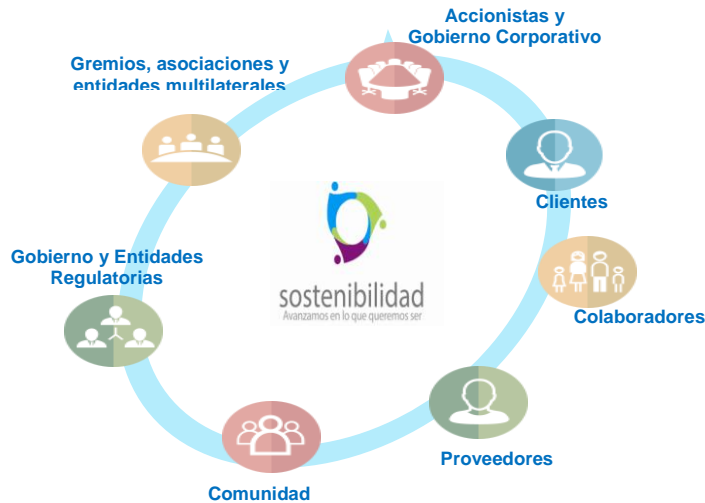 Accionistas y
Gobierno Corporativo
Gremios, asociaciones y
entidades multilaterales
Clientes
Gobierno y Entidades
Regulatorias
sostenibilidad
Avanzamos en lo que queremos ser
Colaboradores
Proveedores
Comunidad